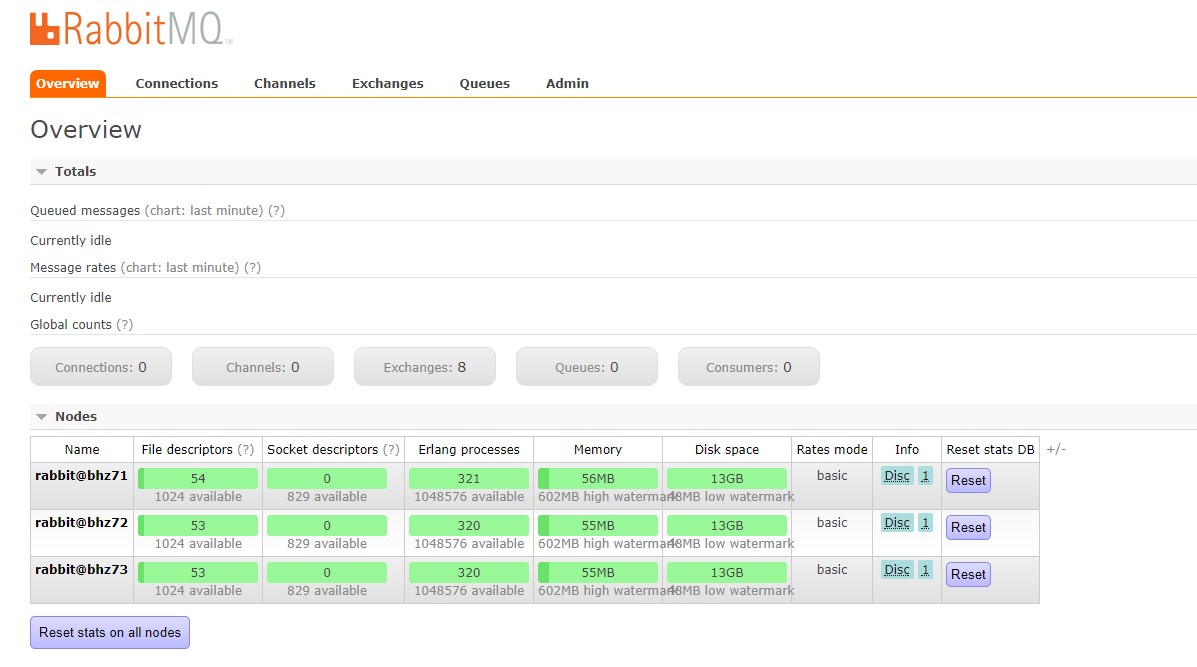 RabbitMQ™
Overview Connections Channels Exchanges Queues Admin
Overview
Totals
Queued messages (chart: last minute) (?)
Currently idle
Message rates (chart: last minute) (?)
Currently idle
Global counts (?)
Connections: 0 Channels: 0 Exchanges: 8 Queues: 0 Consumers: 0
Nodes
Name File descriptors (?) Socket descriptors (?) Erlang processes Memory Disk space Rates mode Info Reset stats DB +/-
rabbit@bhz71 54 0 321 56MB 13GB basic Disc 1 Reset
1024 available 829 available 1048576 available 602MB high watermark 48MB low watermark
rabbit@bhz72 53 0 320 55MB 13GB basic Disc 1 Reset
1024 available 829 available 1048576 available 602MB high watermark 48MB low watermark
rabbit@bhz73 53 0 320 55MB 13GB basic Disc 1 Reset
1024 available 829 available 1048576 available 602MB high watermark 48MB low watermark
Reset stats on all nodes